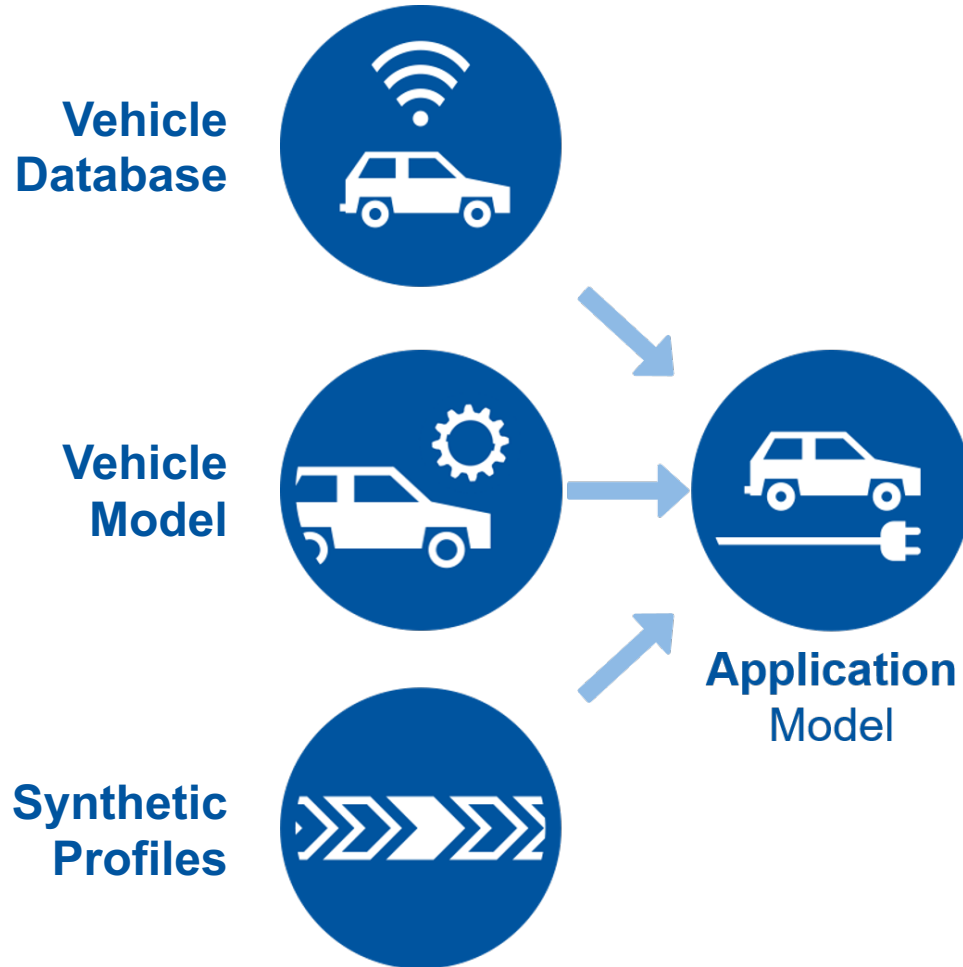 Vehicle
Database
Vehicle
Model
Application
Model
Synthetic
Profiles